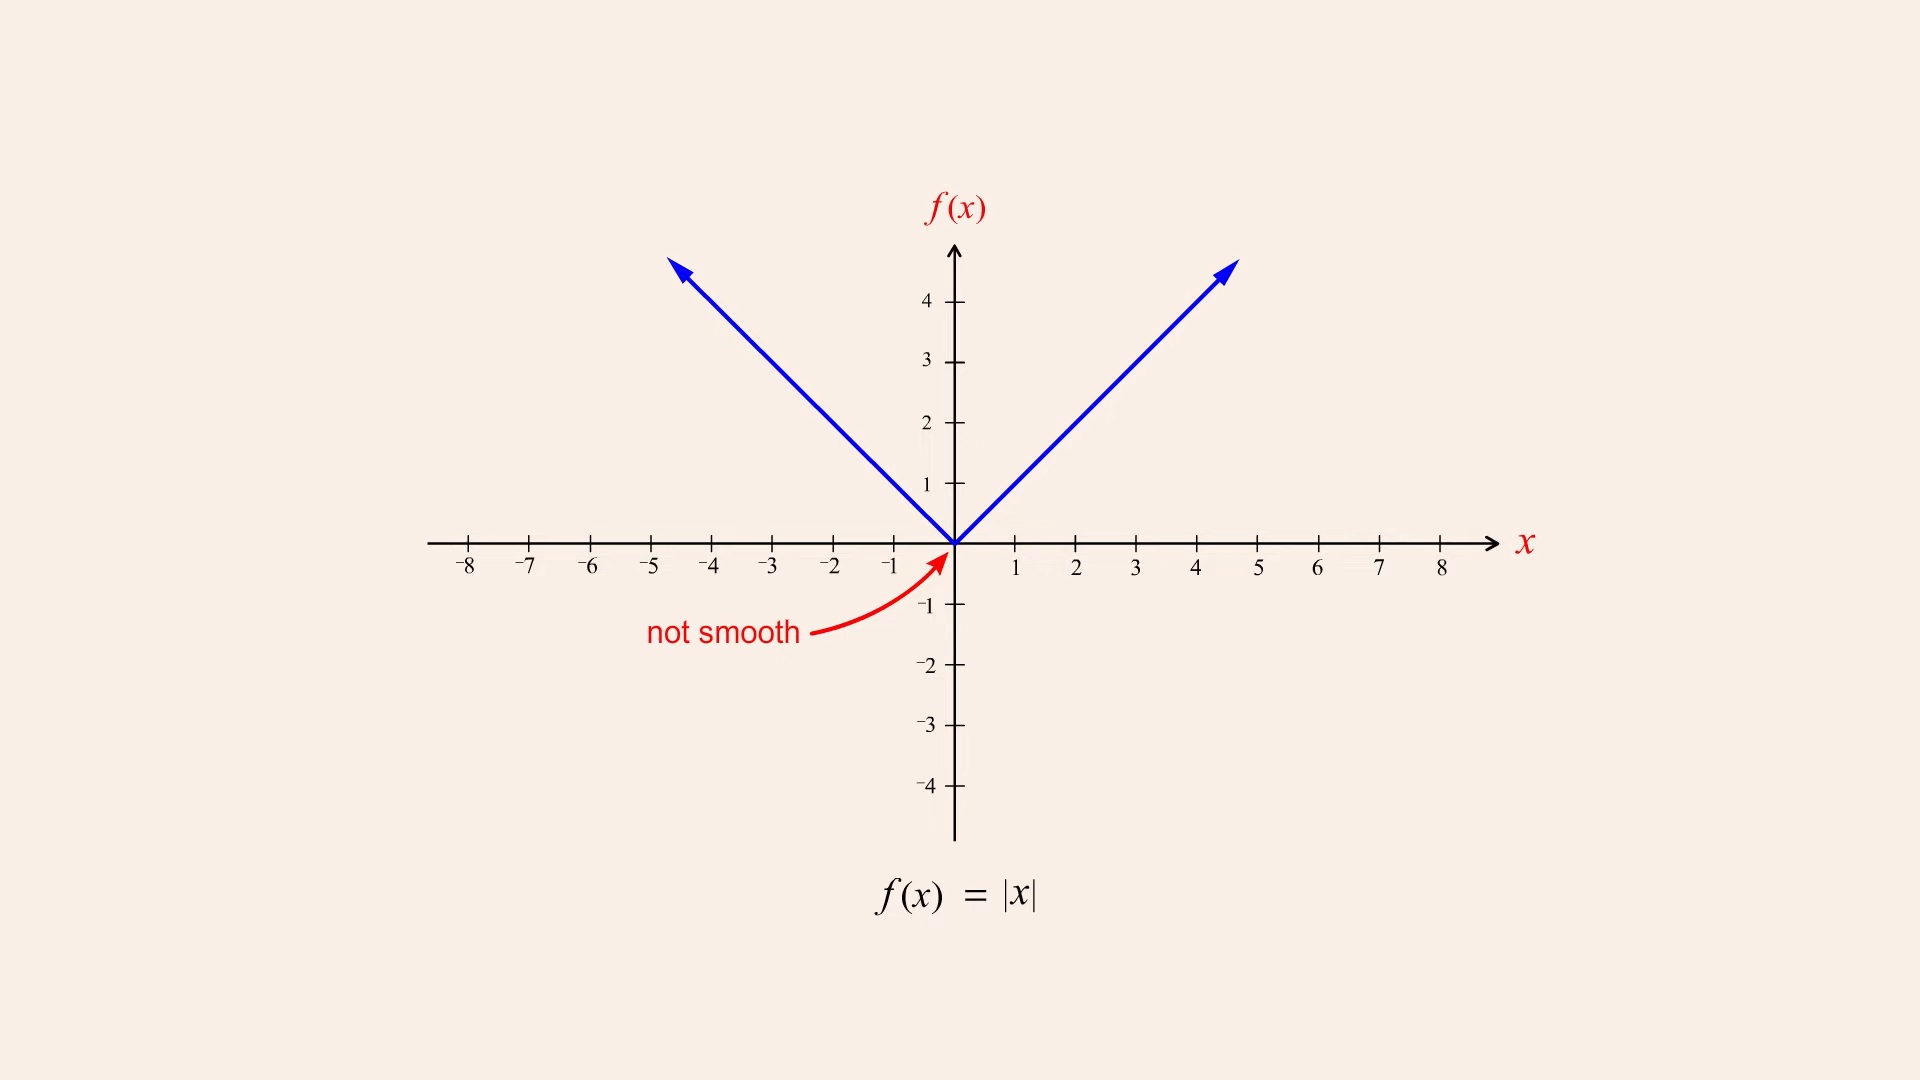 f(x)
4
3
2
1
x
-8 -7 -6 -5 -4 -3 -2 -1 1 2 3 4 5 6 7 8
-1
not smooth
-2
-3
-4
f(x) = |x|